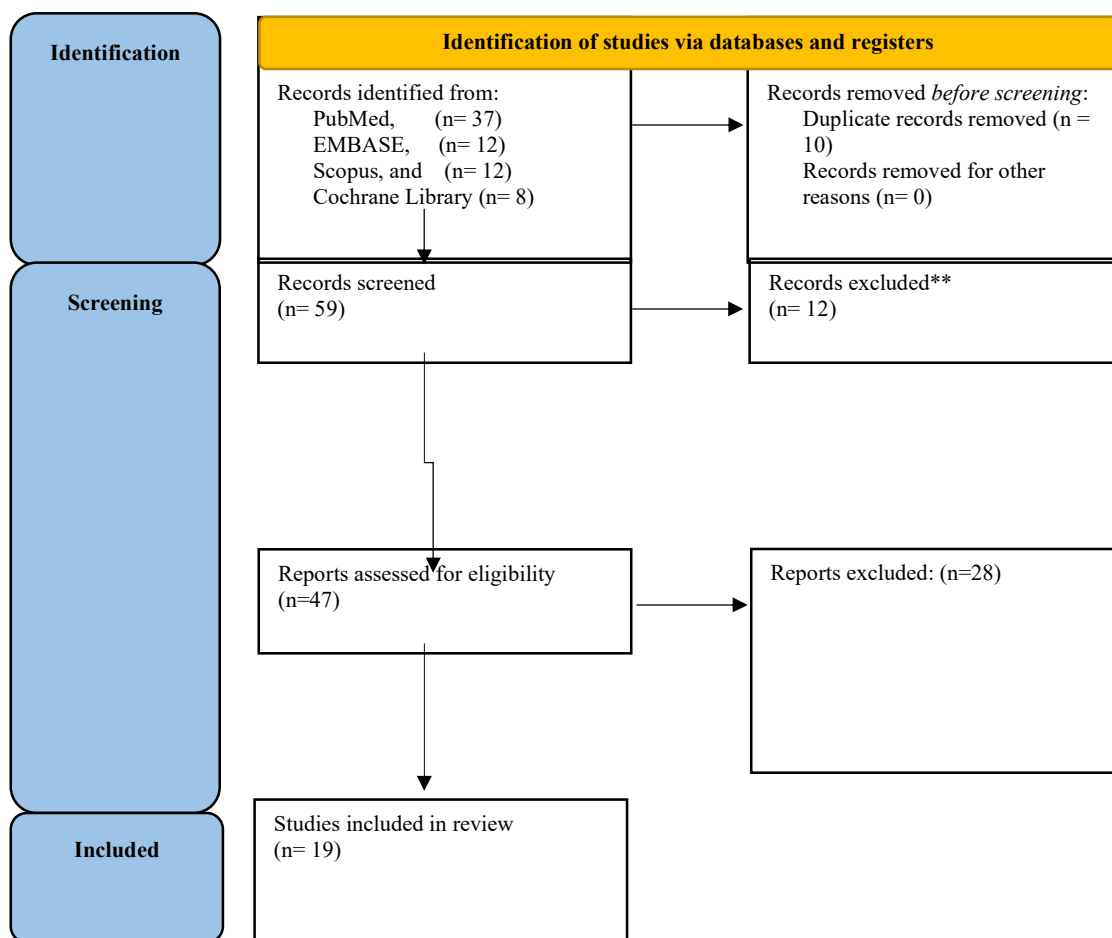 Identification
Identification of studies via databases and registers
Records identified from:
PubMed, (n= 37)
EMBASE, (n= 12)
Scopus, and (n= 12)
Cochrane Library (n= 8)
Records removed before screening:
Duplicate records removed (n =
10)
Records removed for other
reasons (n= 0)
Screening
Records screened
(n= 59)
Records excluded**
(n= 12)
Reports assessed for eligibility
(n=47)
Reports excluded: (n=28)
Included
Studies included in review
(n= 19)